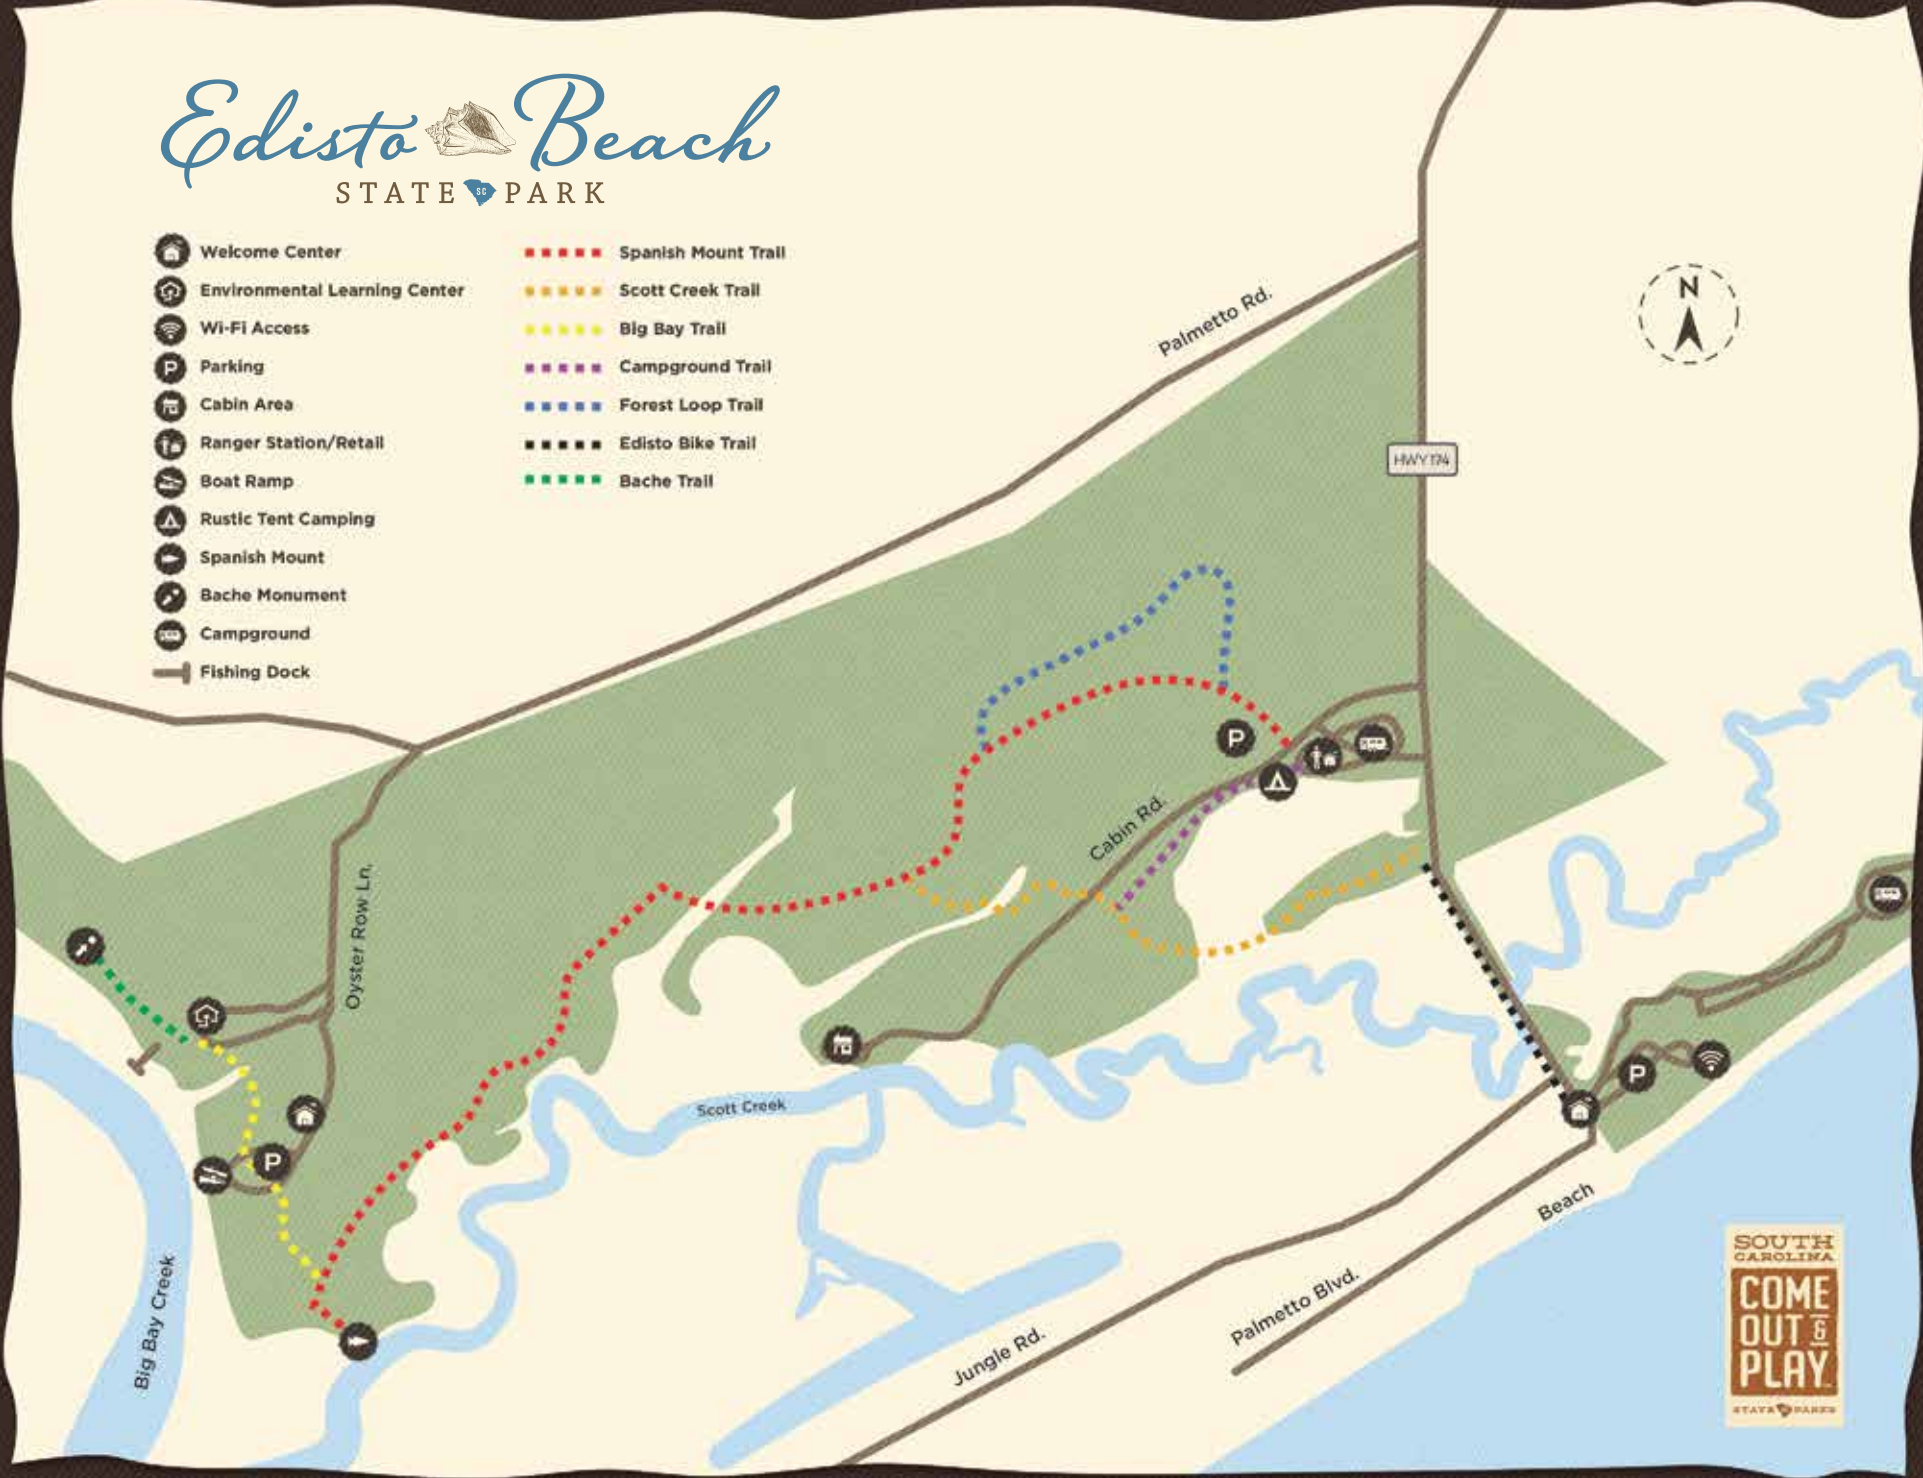 Edisto Beach
STATE SC PARK
Welcome Center
Environmental Learning Center
Wi-Fi Access
Parking
Cabin Area
Ranger Station/Retail
Boat Ramp
Rustic Tent Camping
Spanish Mount
Bache Monument
Campground
Fishing Dock
Spanish Mount Trail
Scott Creek Trail
Big Bay Trail
Campground Trail
Forest Loop Trail
Edisto Bike Trail
Bache Trail
N
Palmetto Rd.
HWY 174
P
Cabin Rd.
Oyster Row Ln.
P
Scott Creek
P
Big Bay Creek
Beach
Palmetto Blvd.
Jungle Rd.
SOUTH
CAROLINA
COME
OUT &
PLAY
STATE PARKS